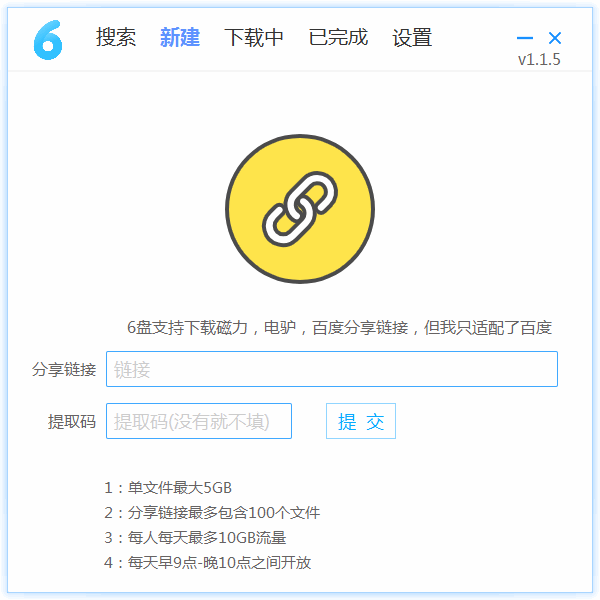 6 搜索 新建 下载中 已完成 设置
v1.1.5
6盘支持下载磁力，电驴，百度分享链接，但我只适配了百度
分享链接 链接
提取码 提取码(没有就不填) 提 交
1：单文件最大5GB
2：分享链接最多包含100个文件
3：每人每天最多10GB流量
4：每天早9点-晚10点之间开放